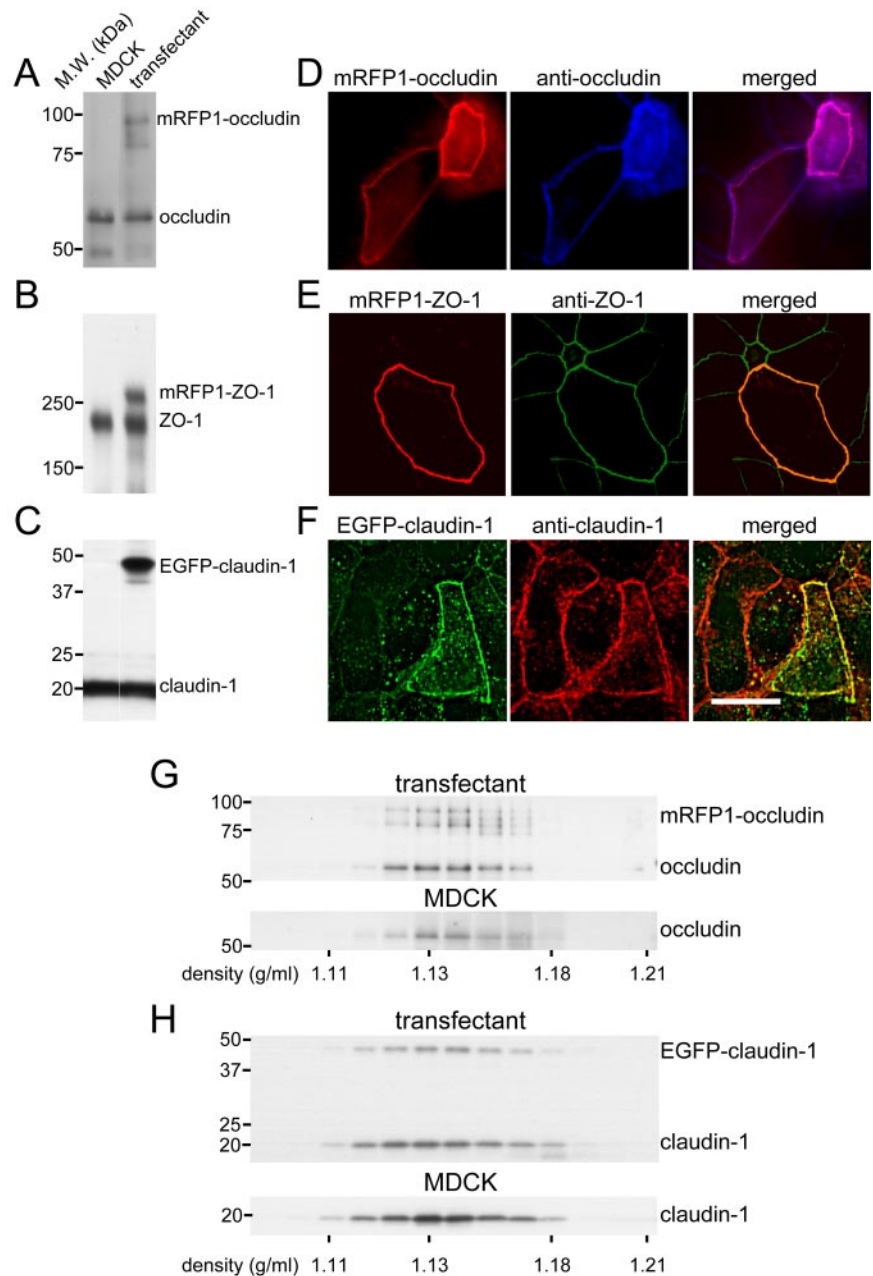 A
M.W. (kDa)
MDCK
transfectant
100
75
50
mRFP1-occludin
occludin
B
250
150
mRFP1-ZO-1
ZO-1
C
50
37
25
20
EGFP-claudin-1
claudin-1
D
mRFP1-occludin anti-occludin merged
E
mRFP1-ZO-1 anti-ZO-1 merged
F
EGFP-claudin-1 anti-claudin-1 merged
G
transfectant
100
75
50
mRFP1-occludin
occludin
MDCK
50
occludin
density (g/ml) 1.11 1.13 1.18 1.21
H
transfectant
50
37
25
20
EGFP-claudin-1
claudin-1
MDCK
20
claudin-1
density (g/ml) 1.11 1.13 1.18 1.21